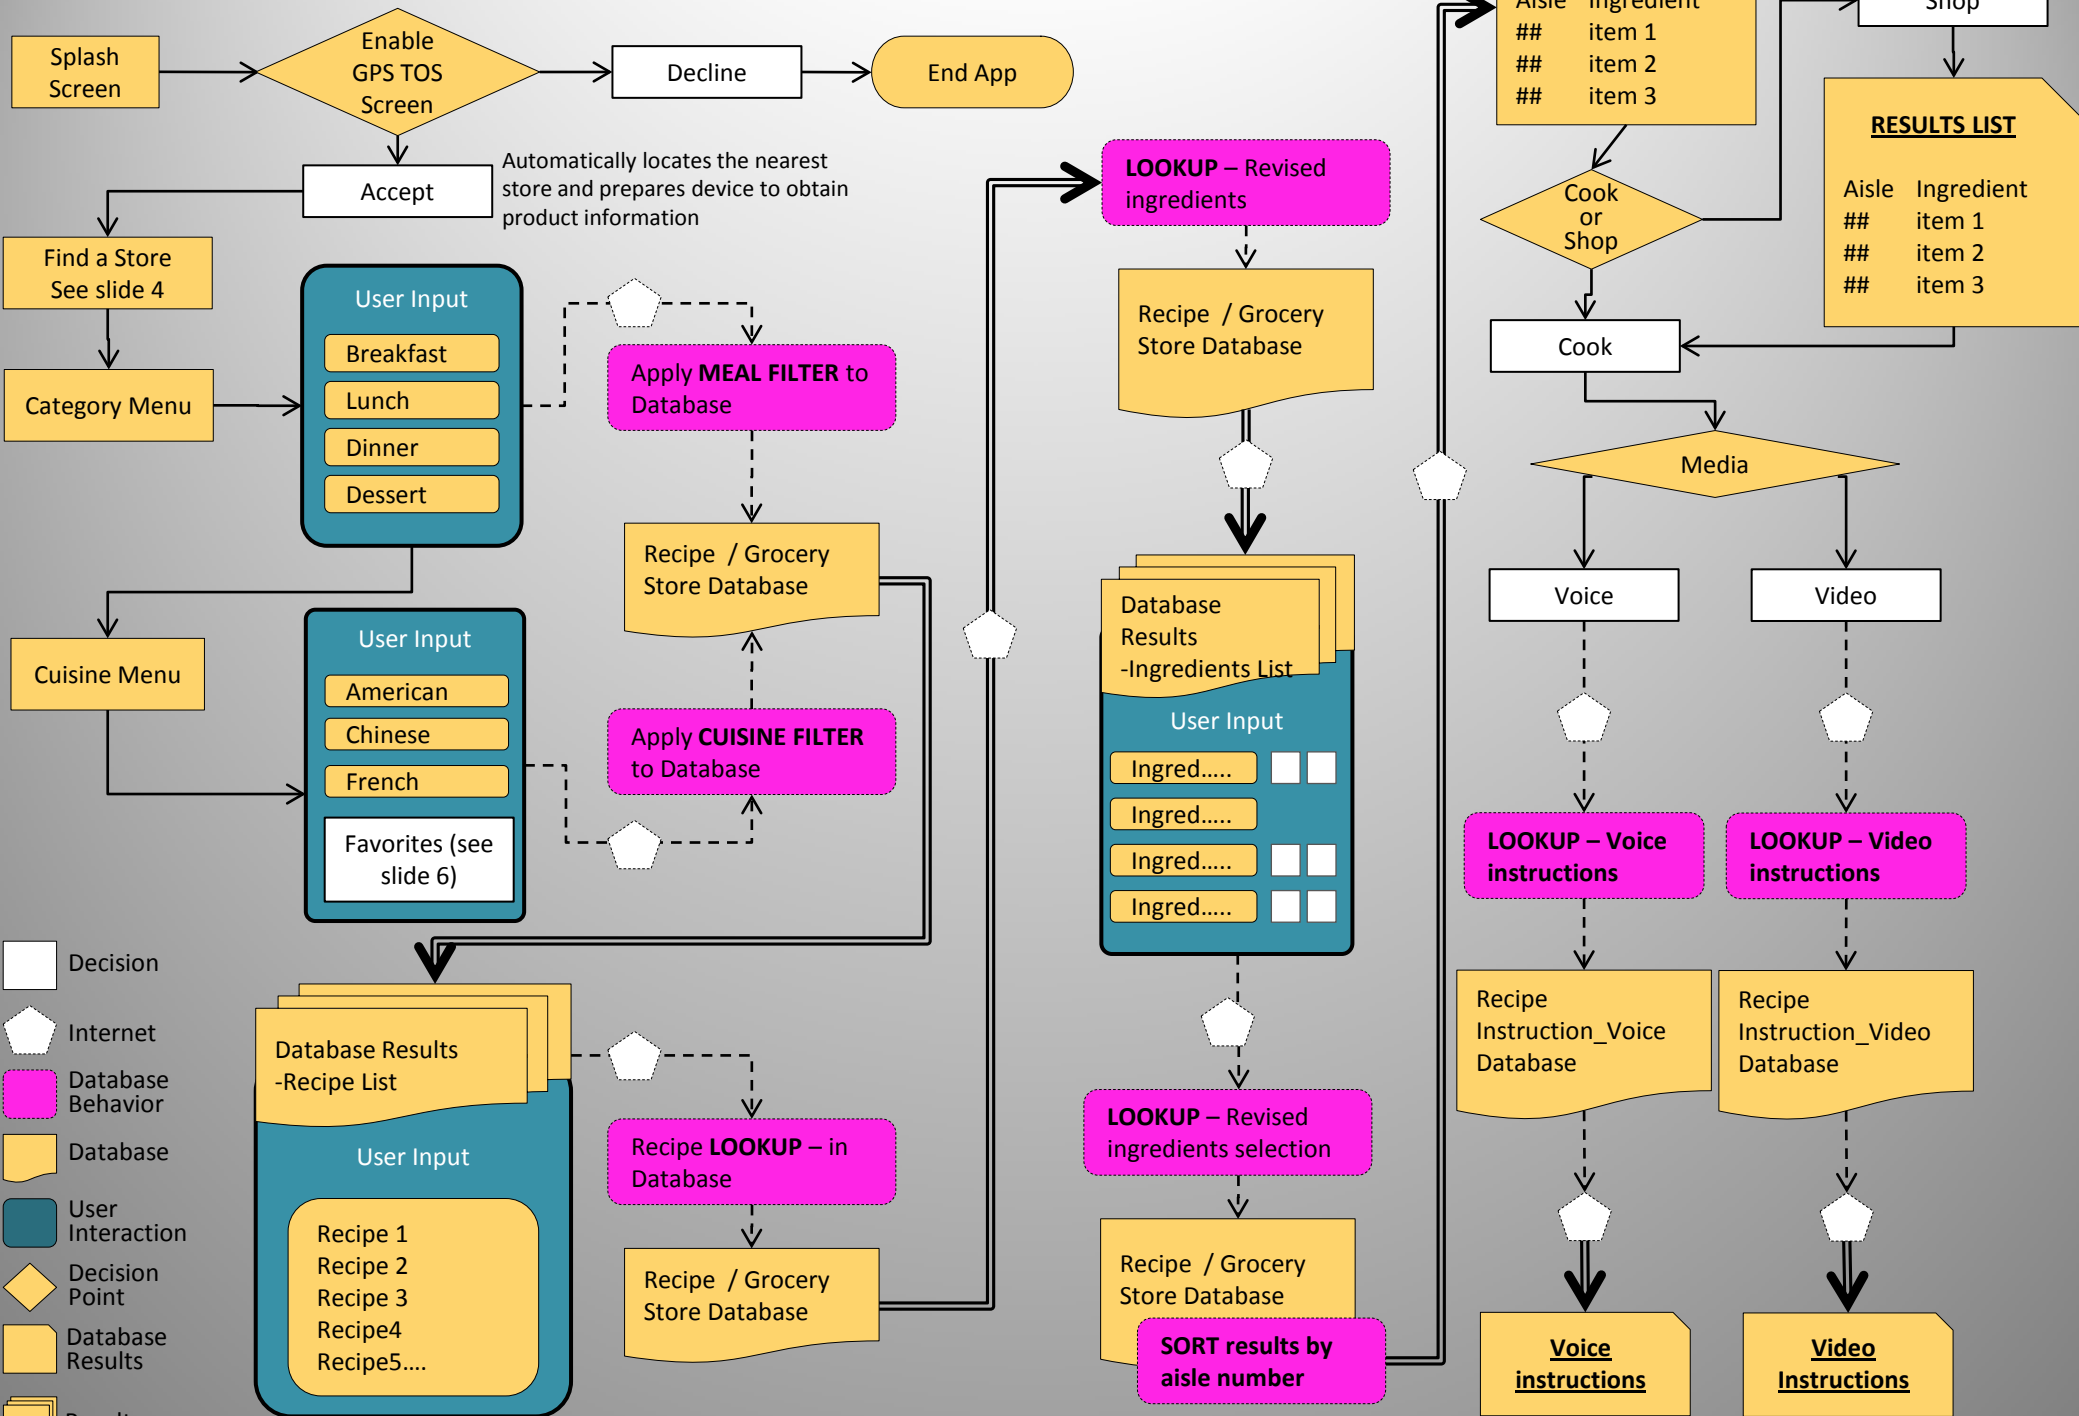 Splash
Screen
Enable
GPS TOS
Screen
Decline
End App
Accept
Automatically locates the nearest
store and prepares device to obtain
product information
Find a Store
See slide 4
Category Menu
User Input
Breakfast
Lunch
Dinner
Dessert
Apply MEAL FILTER to
Database
Recipe / Grocery
Store Database
Cuisine Menu
User Input
American
Chinese
French
Favorites (see
slide 6)
Apply CUISINE FILTER
to Database
Decision
Internet
Database
Behavior
Database
User
Interaction
Decision
Point
Database
Results
Database Results
-Recipe List
User Input
Recipe 1
Recipe 2
Recipe 3
Recipe4
Recipe5....
Recipe LOOKUP – in
Database
Recipe / Grocery
Store Database
LOOKUP – Revised
ingredients
Recipe / Grocery
Store Database
Database
Results
-Ingredients List
User Input
Ingred.....
Ingred.....
Ingred.....
Ingred.....
LOOKUP – Revised
ingredients selection
Recipe / Grocery
Store Database
SORT results by
aisle number
Aisle Ingredient
## item 1
## item 2
## item 3
Shop
Cook
or
Shop
RESULTS LIST
Aisle Ingredient
## item 1
## item 2
## item 3
Cook
Media
Voice
Video
LOOKUP – Voice
instructions
LOOKUP – Video
instructions
Recipe
Instruction_Voice
Database
Recipe
Instruction_Video
Database
Voice
instructions
Video
Instructions